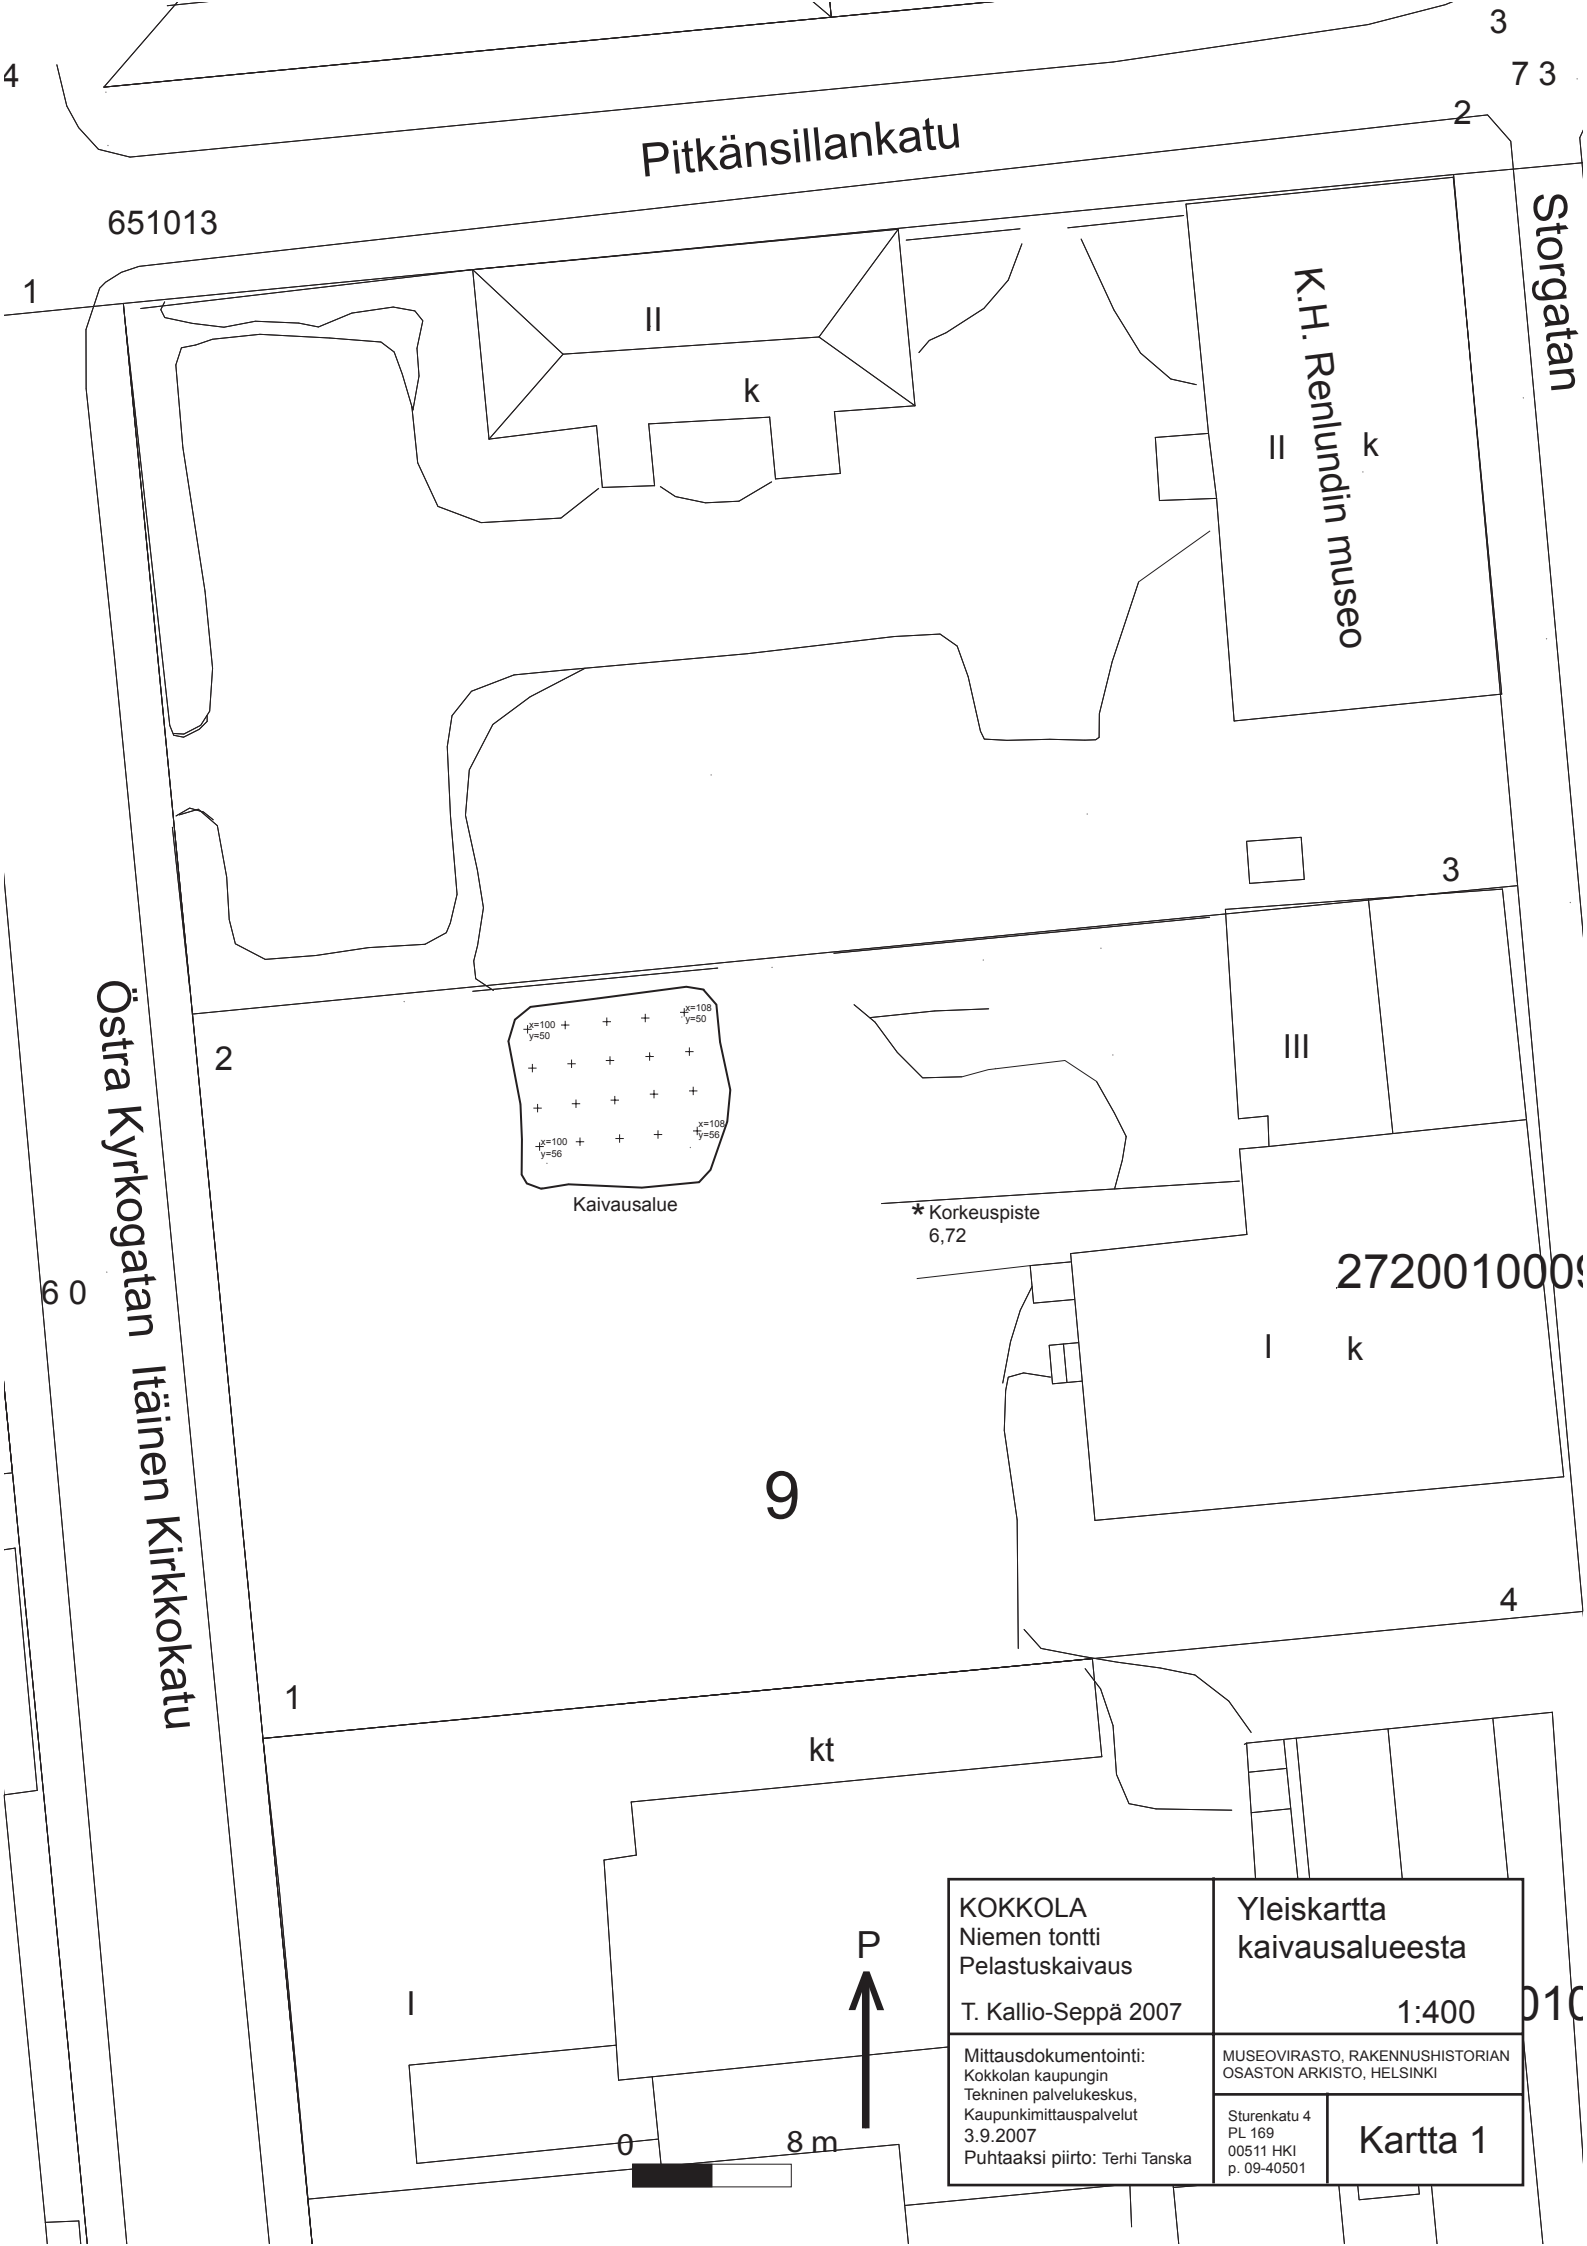 3
4
7 3
2
Pitkänsillankatu
651013
1
Storgatan
II
k
K.H. Renlundin museo
II k
3
Östra Kyrkogatan Itäinen Kirkkokatu
2
x=100
y=50
x=108
y=50
x=100
y=56
x=108
y=56
Kaivausalue
III
* Korkeuspiste
6,72
6 0
2720010009
I k
9
4
1
kt
I
P
0 8 m
KOKKOLA
Niemen tontti
Pelastuskaivaus
T. Kallio-Seppä 2007
Yleiskartta
kaivausalueesta
1:400
010
Mittausdokumentointi:
Kokkolan kaupungin
Tekninen palvelukeskus,
Kaupunkimittauspalvelut
3.9.2007
Puhtaaksi piirto: Terhi Tanska
MUSEOVIRASTO, RAKENNUSHISTORIAN
OSASTON ARKISTO, HELSINKI
Sturenkatu 4
PL 169
00511 HKI
p. 09-40501
Kartta 1